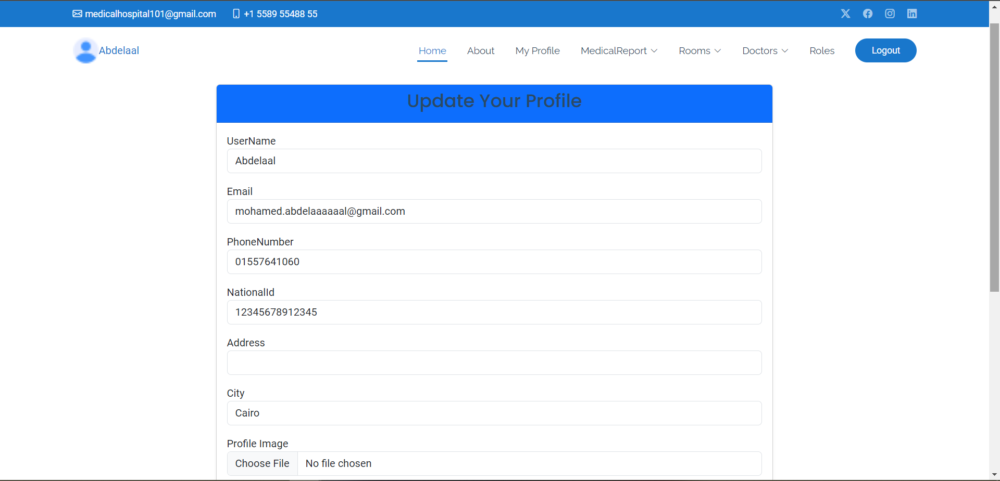 medicalhospital101@gmail.com +1 5589 55488 55
Abdelaal Home About My Profile MedicalReport Rooms Doctors Roles Logout
Update Your Profile
UserName
Abdelaal
Email
mohamed.abdelaaaaaal@gmail.com
PhoneNumber
01557641060
NationalId
12345678912345
Address
City
Cairo
Profile Image
Choose File No file chosen